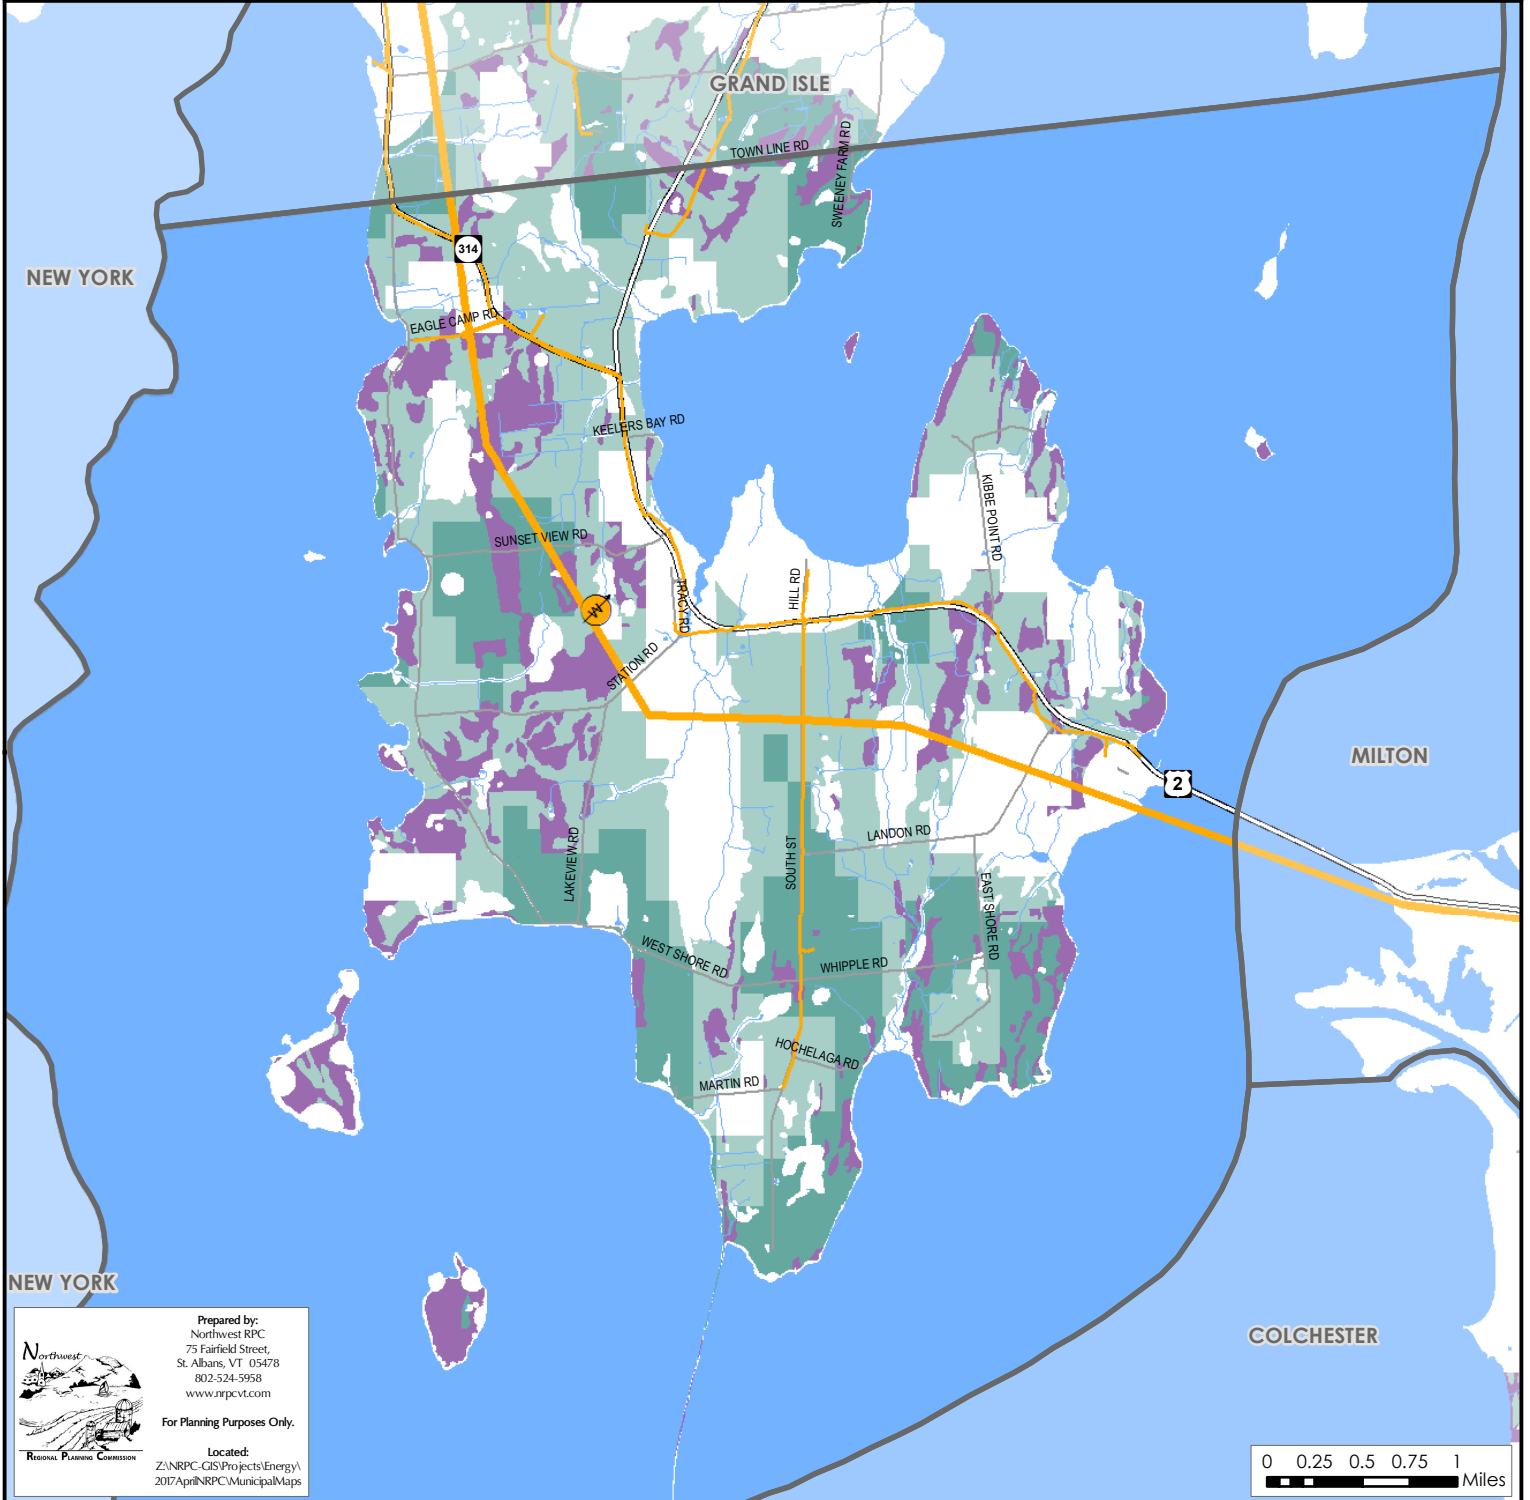 GRAND ISLE
TOWN LINE RD
SWEENEY FARM RD
NEW YORK
314
EAGLE CAMP RD
KEELERS BAY RD
KIBBE POINT RD
SUNSET VIEW RD
HILL RD
TRACY RD
W
STATION RD
MILTON
2
LANDON RD
SOUTH ST
LAKEVIEW RD
EAST SHORE RD
WEST SHORE RD
WHIPPLE RD
HOCHELAGA RD
MARTIN RD
NEW YORK
COLCHESTER
Prepared by:
Northwest RPC
75 Fairfield Street,
St. Albans, VT 05478
802-524-5958
www.nrpcvt.com
For Planning Purposes Only.
Located:
Z:\NRPC-GIS\Projects\Energy\
2017AprilNRPC\MunicipalMaps
Northwest
REGIONAL PLANNING COMMISSION
0 0.25 0.5 0.75 1
Miles